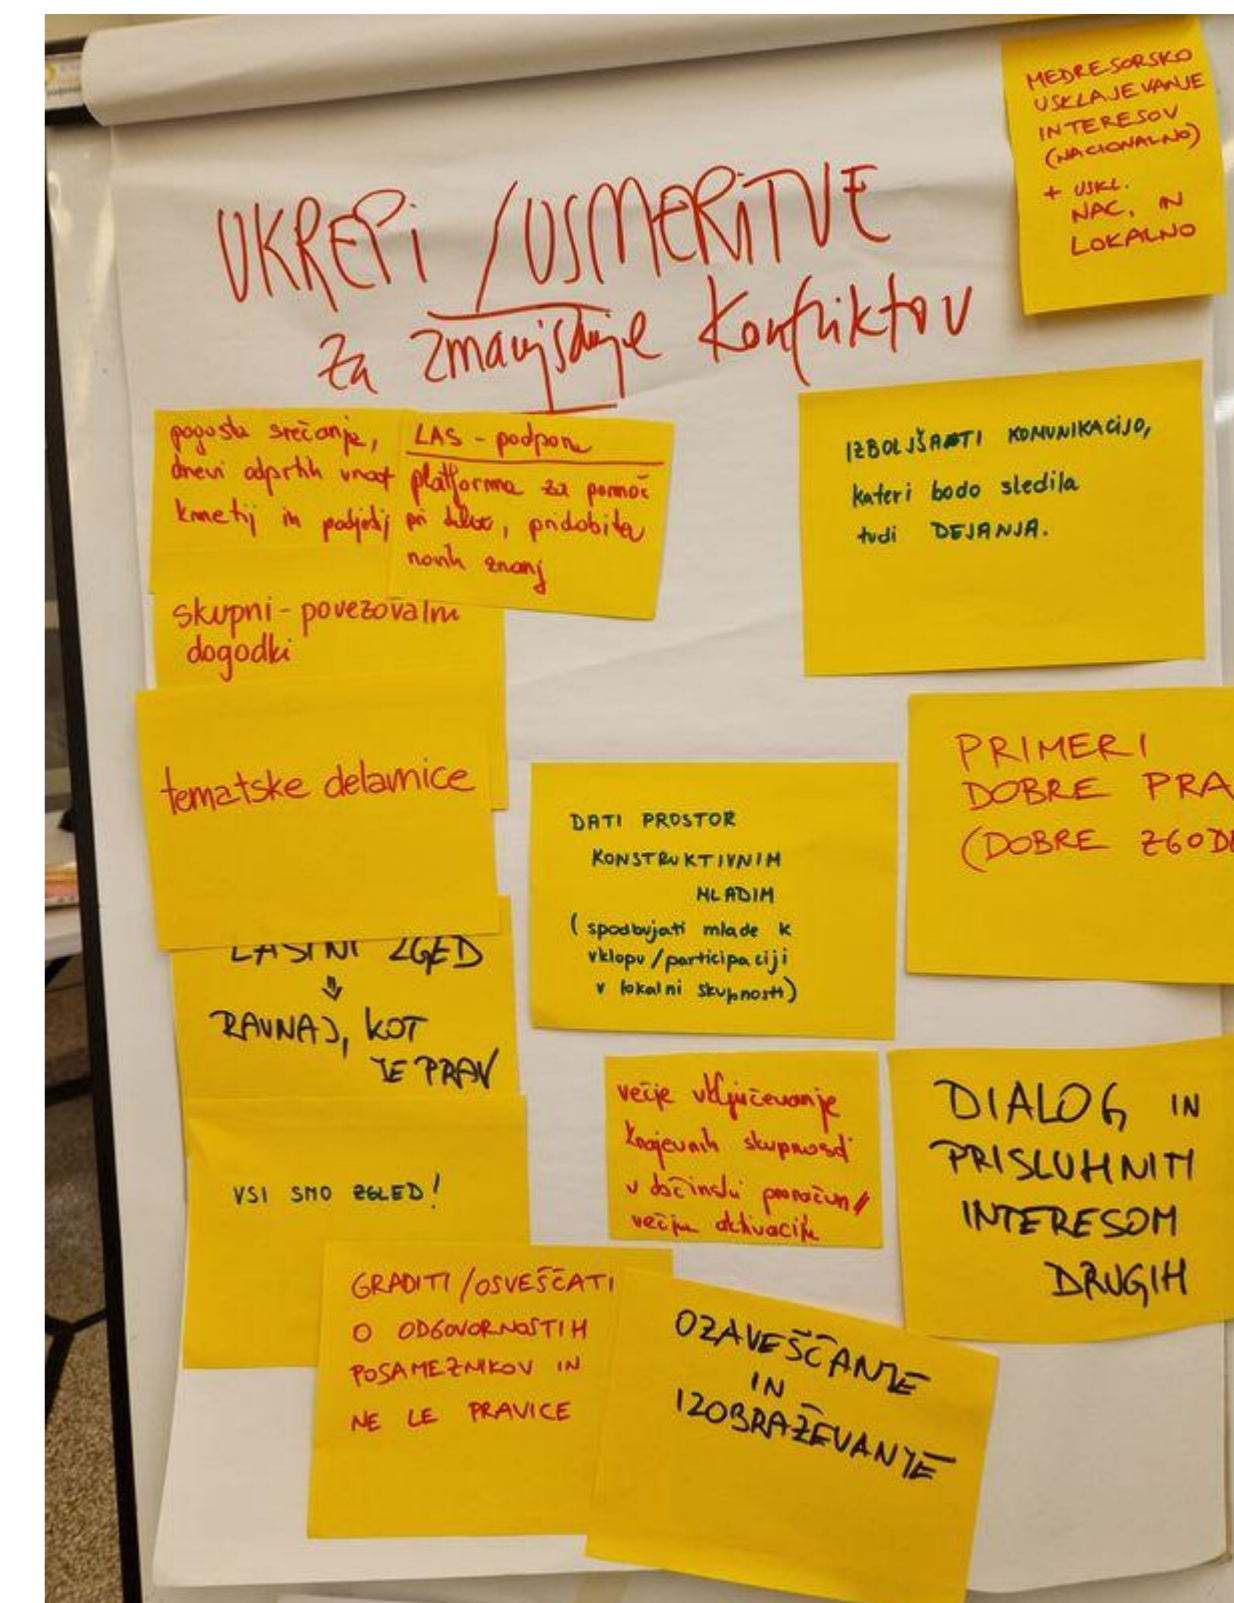 MEDRESORSKO
USKLAJEVANJE
INTERESOV
(NACIONALNO)
+ USKL.
NAC. IN
LOKALNO
UKREPi / USMERiTVE
za zmanjšanje konfliktov
pogosta srečanja,
dnevi odprtih vrat
kmetij in podjetij
LAS - podpora
platforma za pomoč
pri delu, pridobitev
novih znanj
IZBOLJŠATI KOMUNIKACIJO,
kateri bodo sledila
tudi DEJANJA.
skupni - povezovalni
dogodki
tematske delavnice
PRIMERI
DOBRE PRA
(DOBRE ZGODB
DATI PROSTOR
KONSTRUKTIVNIM
MLADIM
(spodbujati mlade k
vklopu/participaciji
v lokalni skupnosti)
LASTNI ZGED
⇓
RAVNAJ, KOT
JE PRAV
večje vključevanje
krajevnih skupnosti
v občinski proračun/
večja aktivacija
DIALOG IN
PRISLUHNITI
INTERESOM
DRUGIH
VSI SMO ZGLED!
GRADITI/OSVEŠČATI
O ODGOVORNOSTIH
POSAMEZNIKOV IN
NE LE PRAVICE
OZAVEŠČANJE
IN
IZOBRAŽEVANJE